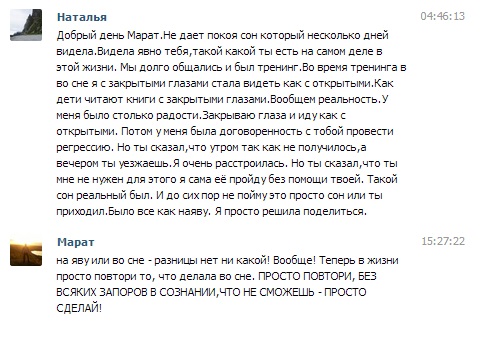 Наталья 04:46:13
Добрый день Марат.Не дает покоя сон который несколько дней
видела.Видела явно тебя,такой какой ты есть на самом деле в
этой жизни. Мы долго общались и был тренинг.Во время тренинга в
во сне я с закрытыми глазами стала видеть как с открытыми.Как
дети читают книги с закрытыми глазами.Вообщем реальность.У
меня было столько радости.Закрываю глаза и иду как с
открытыми. Потом у меня была договоренность с тобой провести
регрессию. Но ты сказал,что утром так как не получилось,а
вечером ты уезжаешь.Я очень расстроилась. Но ты сказал,что ты
мне не нужен для этого я сама её пройду без помощи твоей. Такой
сон реальный был. И до сих пор не пойму это просто сон или ты
приходил.Было все как наяву. Я просто решила поделиться.
Марат 15:27:22
на яву или во сне - разницы нет ни какой! Вообще! Теперь в жизни
просто повтори то, что делала во сне. ПРОСТО ПОВТОРИ, БЕЗ
ВСЯКИХ ЗАПОРОВ В СОЗНАНИИ,ЧТО НЕ СМОЖЕШЬ - ПРОСТО
СДЕЛАЙ!